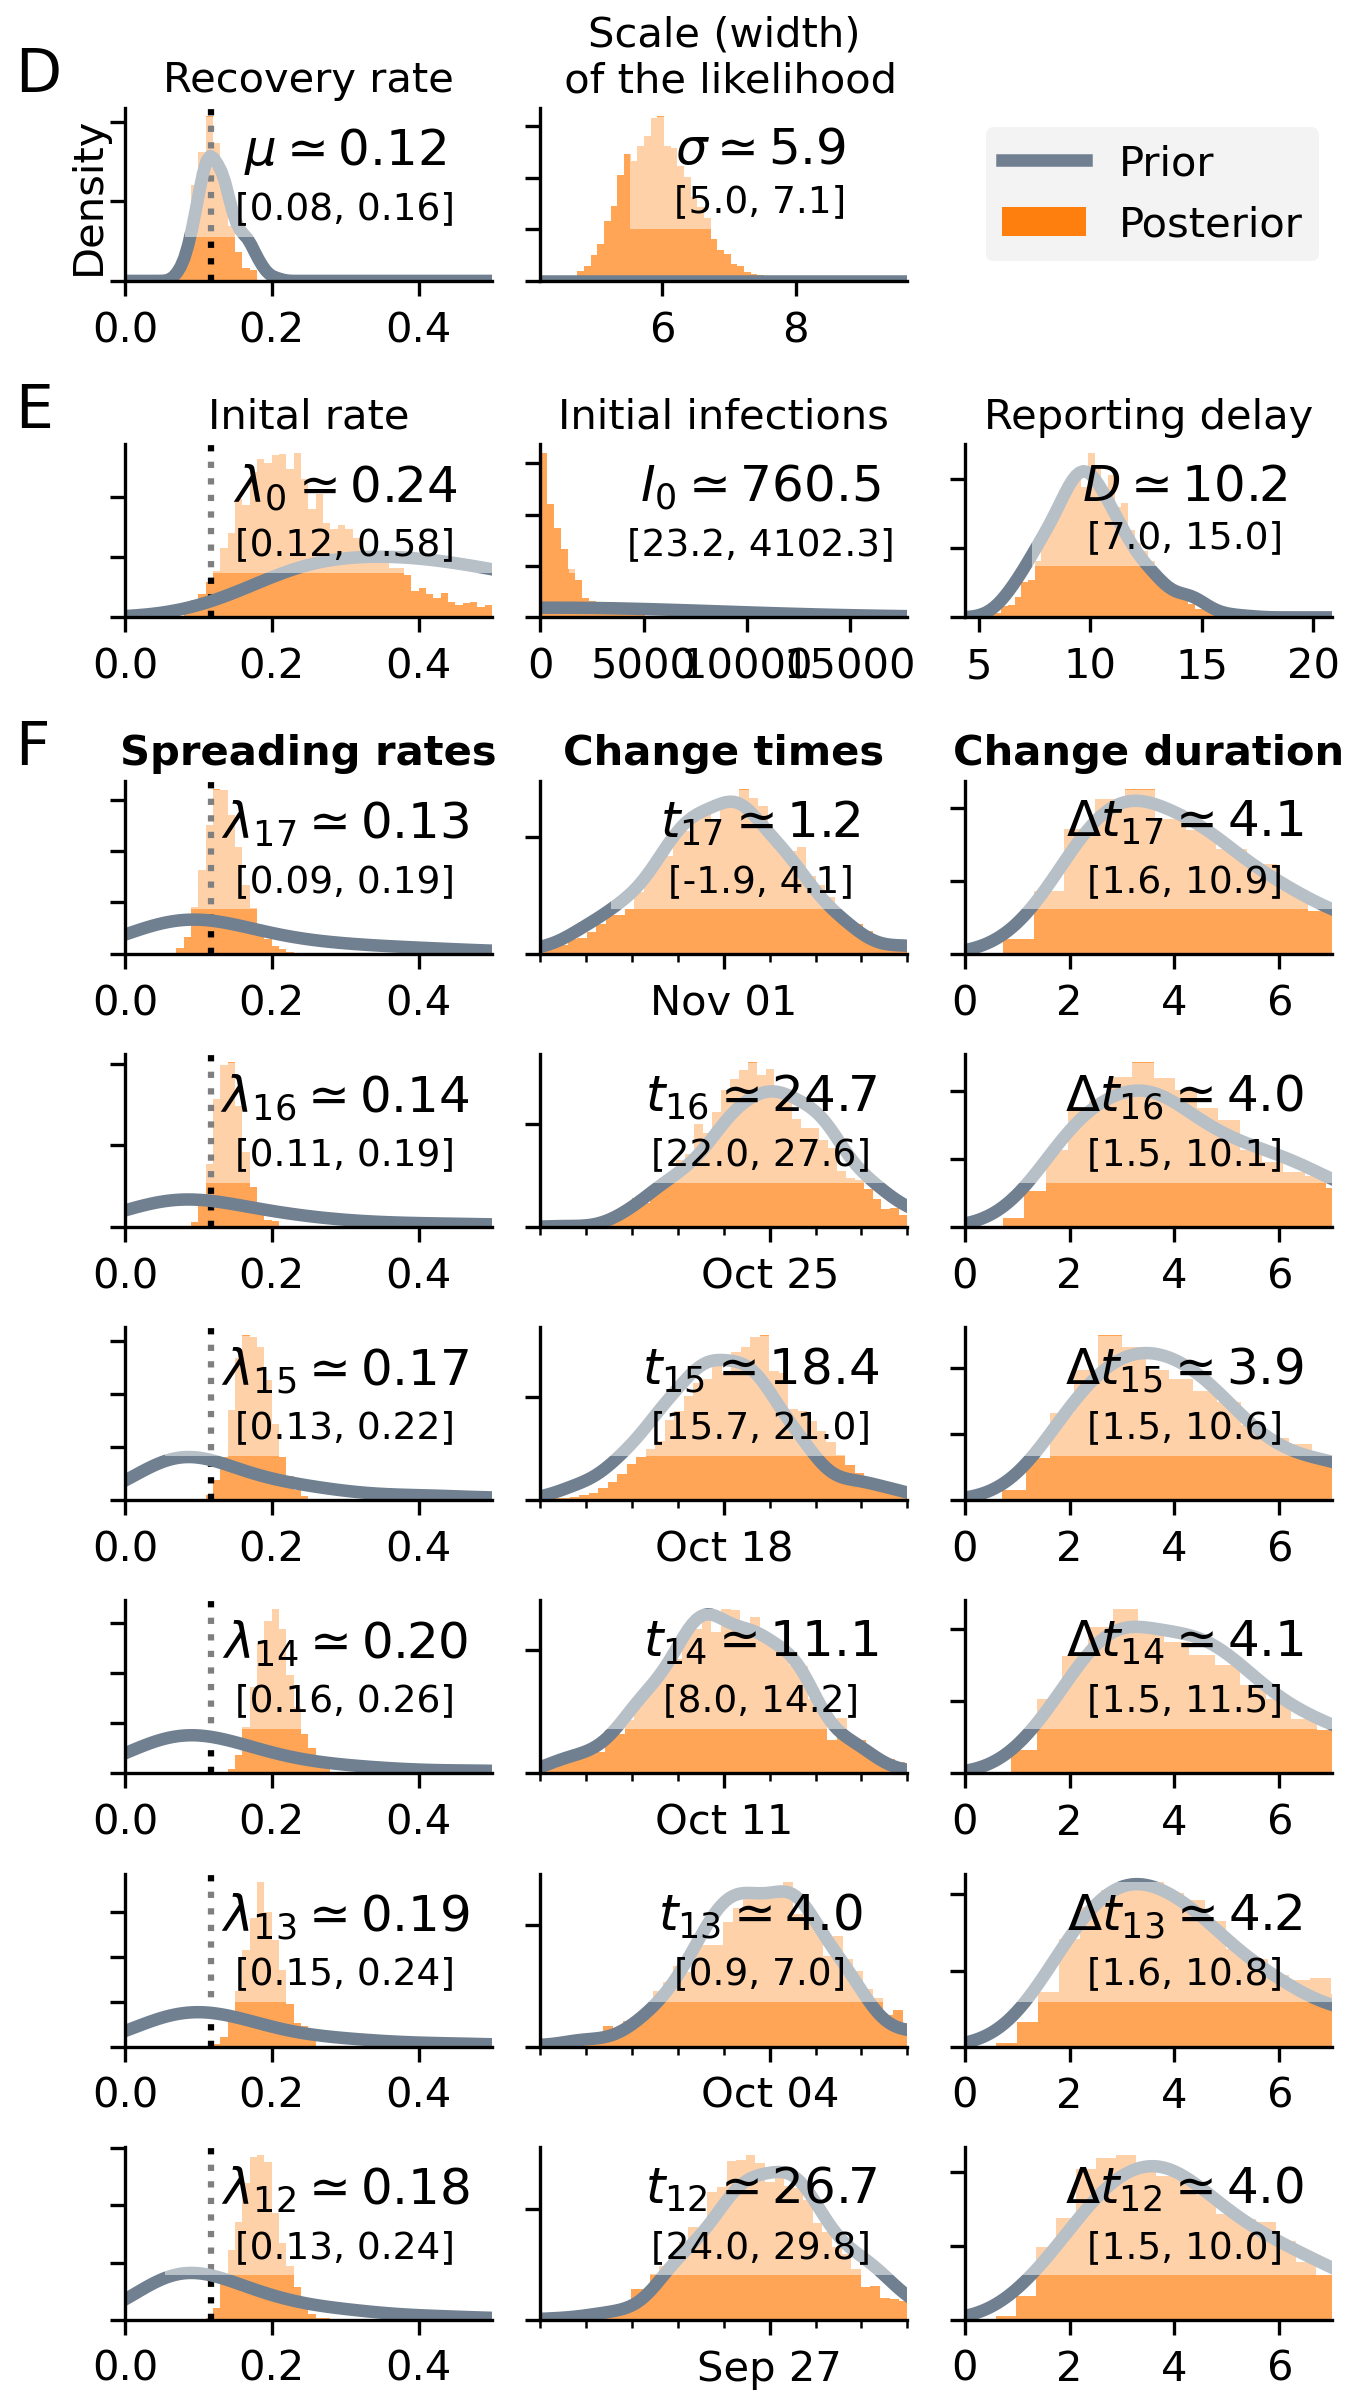 D
Recovery rate
Scale (width)
of the likelihood
Density
μ ≃ 0.12
[0.08, 0.16]
σ ≃ 5.9
[5.0, 7.1]
Prior
Posterior
0.0 0.2 0.4
6 8
E
Inital rate
Initial infections
Reporting delay
λ0 ≃ 0.24
[0.12, 0.58]
I0 ≃ 760.5
[23.2, 4102.3]
D ≃ 10.2
[7.0, 15.0]
0.0 0.2 0.4
0 5000 10000 15000
5 10 15 20
F
Spreading rates
Change times
Change duration
λ17 ≃ 0.13
[0.09, 0.19]
t17 ≃ 1.2
[-1.9, 4.1]
Δt17 ≃ 4.1
[1.6, 10.9]
0.0 0.2 0.4
Nov 01
0 2 4 6
λ16 ≃ 0.14
[0.11, 0.19]
t16 ≃ 24.7
[22.0, 27.6]
Δt16 ≃ 4.0
[1.5, 10.1]
0.0 0.2 0.4
Oct 25
0 2 4 6
λ15 ≃ 0.17
[0.13, 0.22]
t15 ≃ 18.4
[15.7, 21.0]
Δt15 ≃ 3.9
[1.5, 10.6]
0.0 0.2 0.4
Oct 18
0 2 4 6
λ14 ≃ 0.20
[0.16, 0.26]
t14 ≃ 11.1
[8.0, 14.2]
Δt14 ≃ 4.1
[1.5, 11.5]
0.0 0.2 0.4
Oct 11
0 2 4 6
λ13 ≃ 0.19
[0.15, 0.24]
t13 ≃ 4.0
[0.9, 7.0]
Δt13 ≃ 4.2
[1.6, 10.8]
0.0 0.2 0.4
Oct 04
0 2 4 6
λ12 ≃ 0.18
[0.13, 0.24]
t12 ≃ 26.7
[24.0, 29.8]
Δt12 ≃ 4.0
[1.5, 10.0]
0.0 0.2 0.4
Sep 27
0 2 4 6